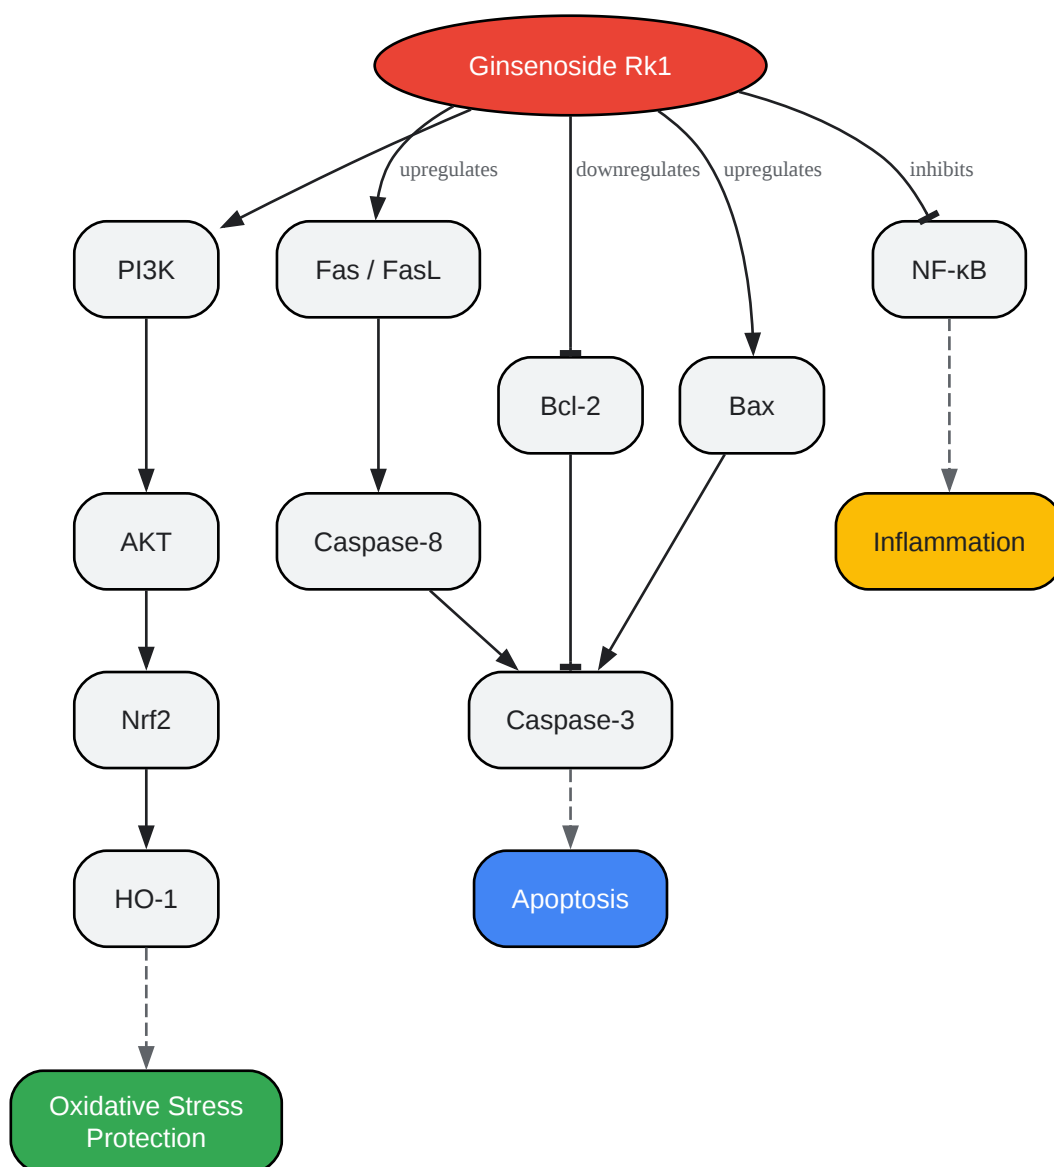 Ginsenoside Rk1
upregulates
downregulates
upregulates
inhibits
PI3K
Fas / FasL
NF-κB
Bcl-2
Bax
AKT
Caspase-8
Inflammation
Nrf2
Caspase-3
HO-1
Apoptosis
Oxidative Stress
Protection